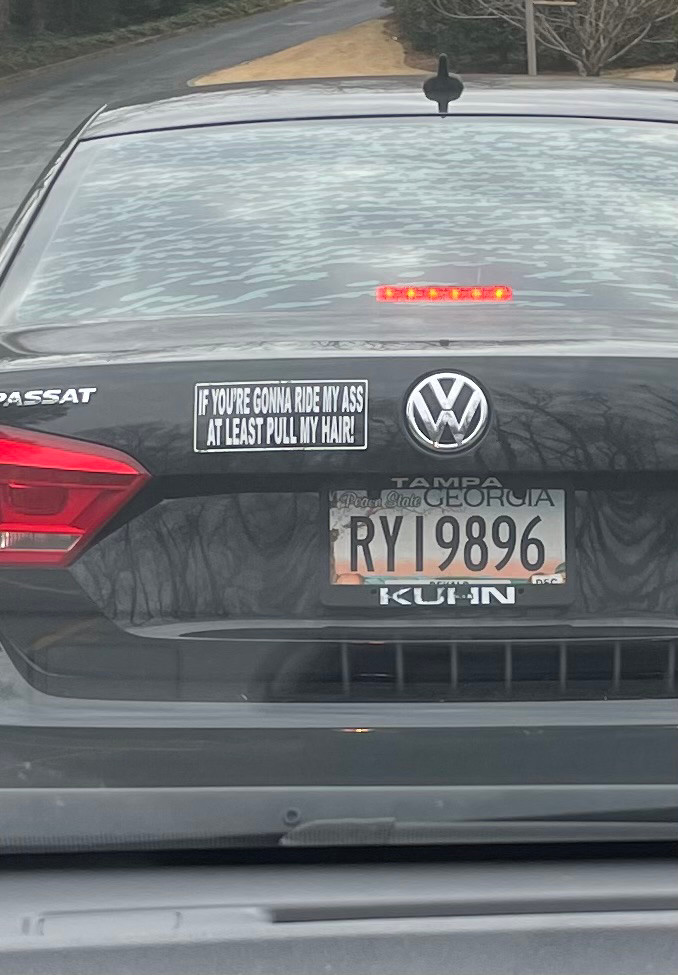 PASSAT
IF YOU'RE GONNA RIDE MY ASS
AT LEAST PULL MY HAIR!
TAMPA
Peach State GEORGIA
RYI9896
DEKALB
DEC
KUHN